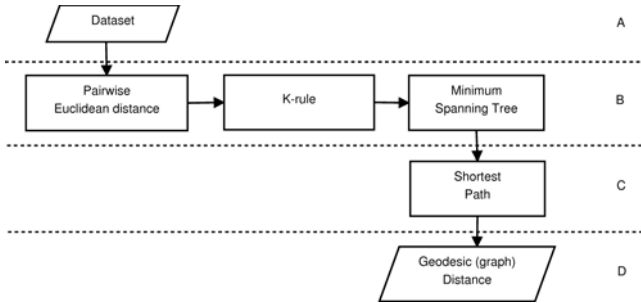 Dataset
A
Pairwise
Euclidean distance
K-rule
Minimum
Spanning Tree
B
Shortest
Path
C
Geodesic (graph)
Distance
D